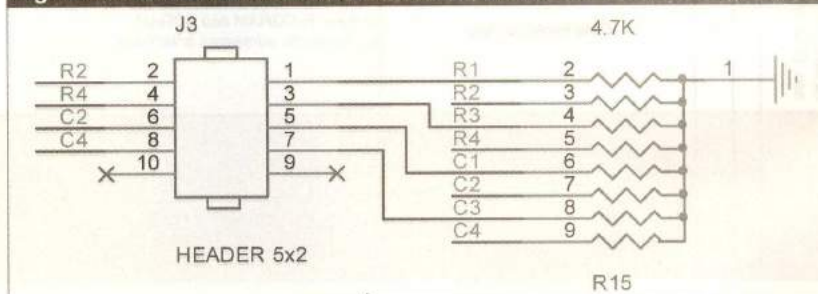 J3 4.7K
R2 2 1 R1 2 1
R4 4 3 R2 3
C2 6 5 R3 4
C4 8 7 R4 5
10 9 C1 6
C2 7
C3 8
C4 9
HEADER 5x2
R15